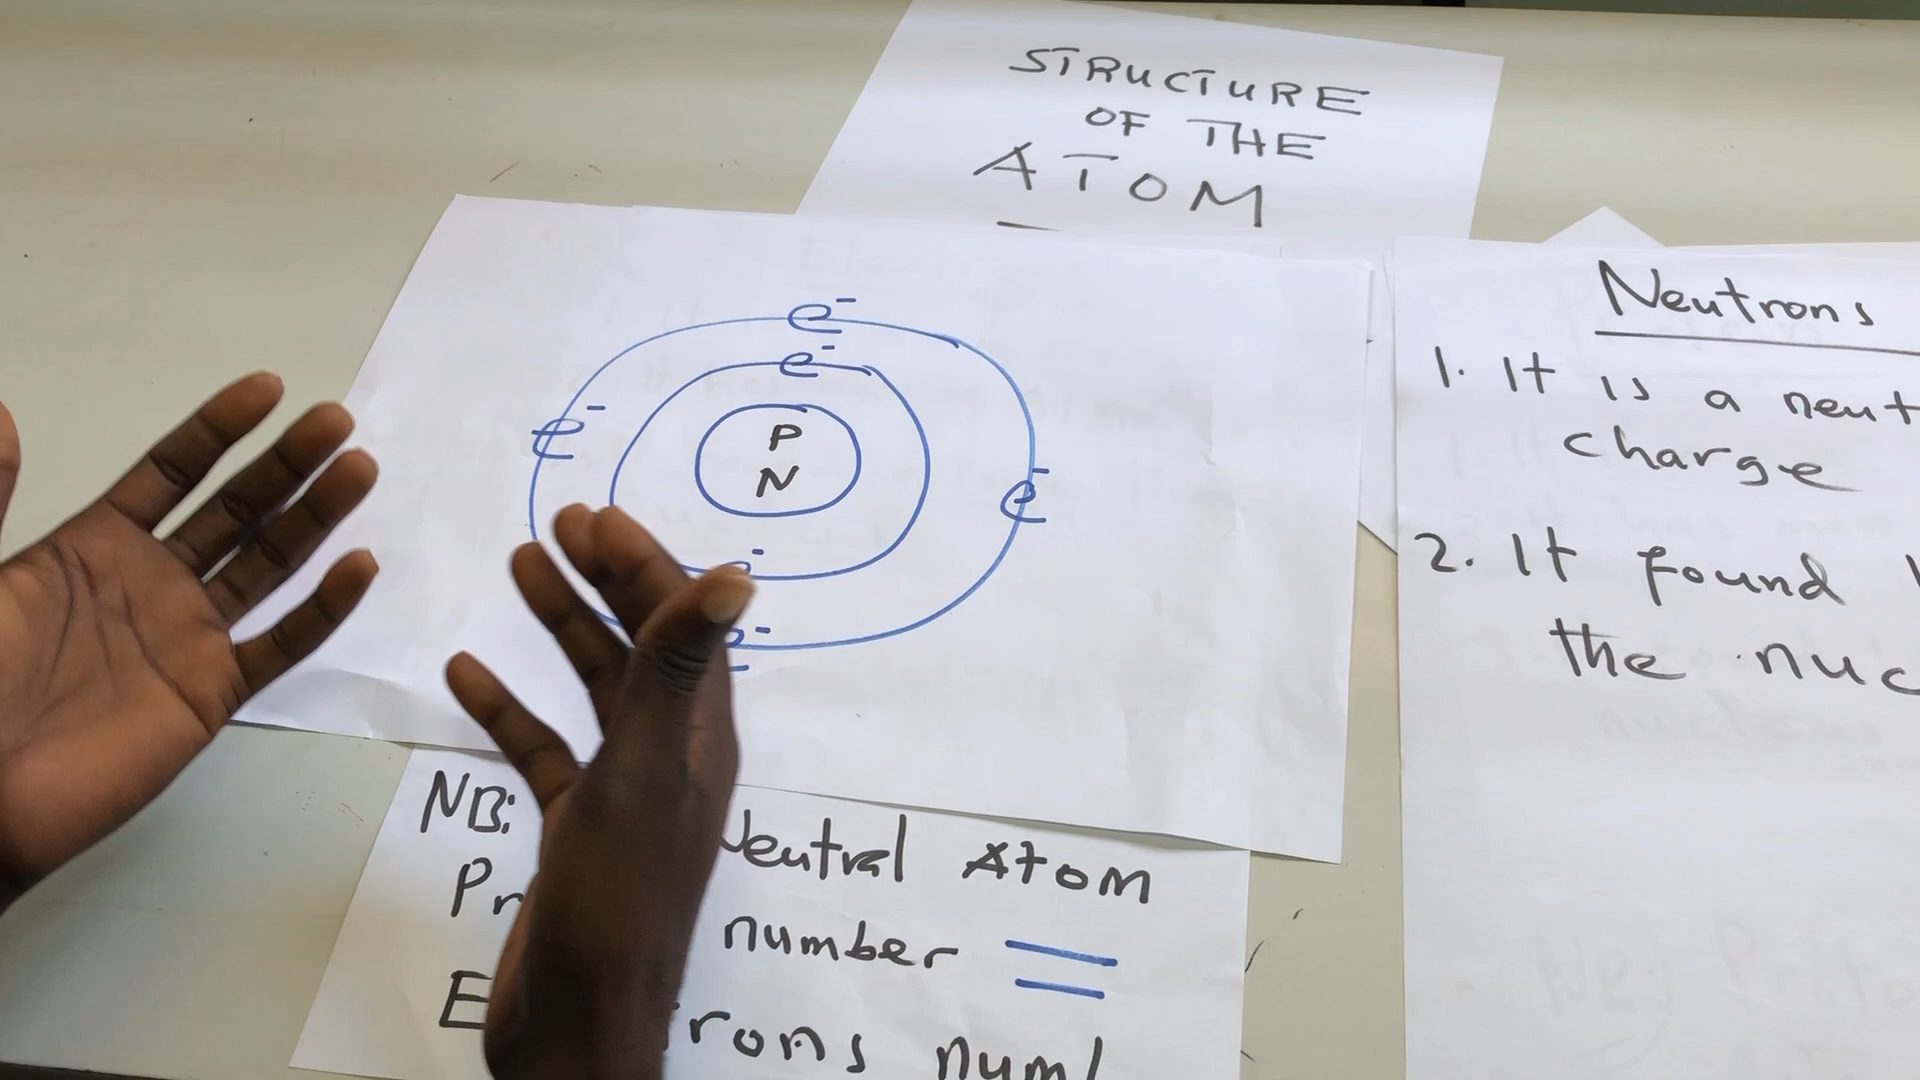 STRUCTURE
OF THE
ATOM
e-
e-
e-
P
N
e-
Neutrons
1. It is a neut
charge
2. It found
the nuc
NB: Neutral Atom
number =
num